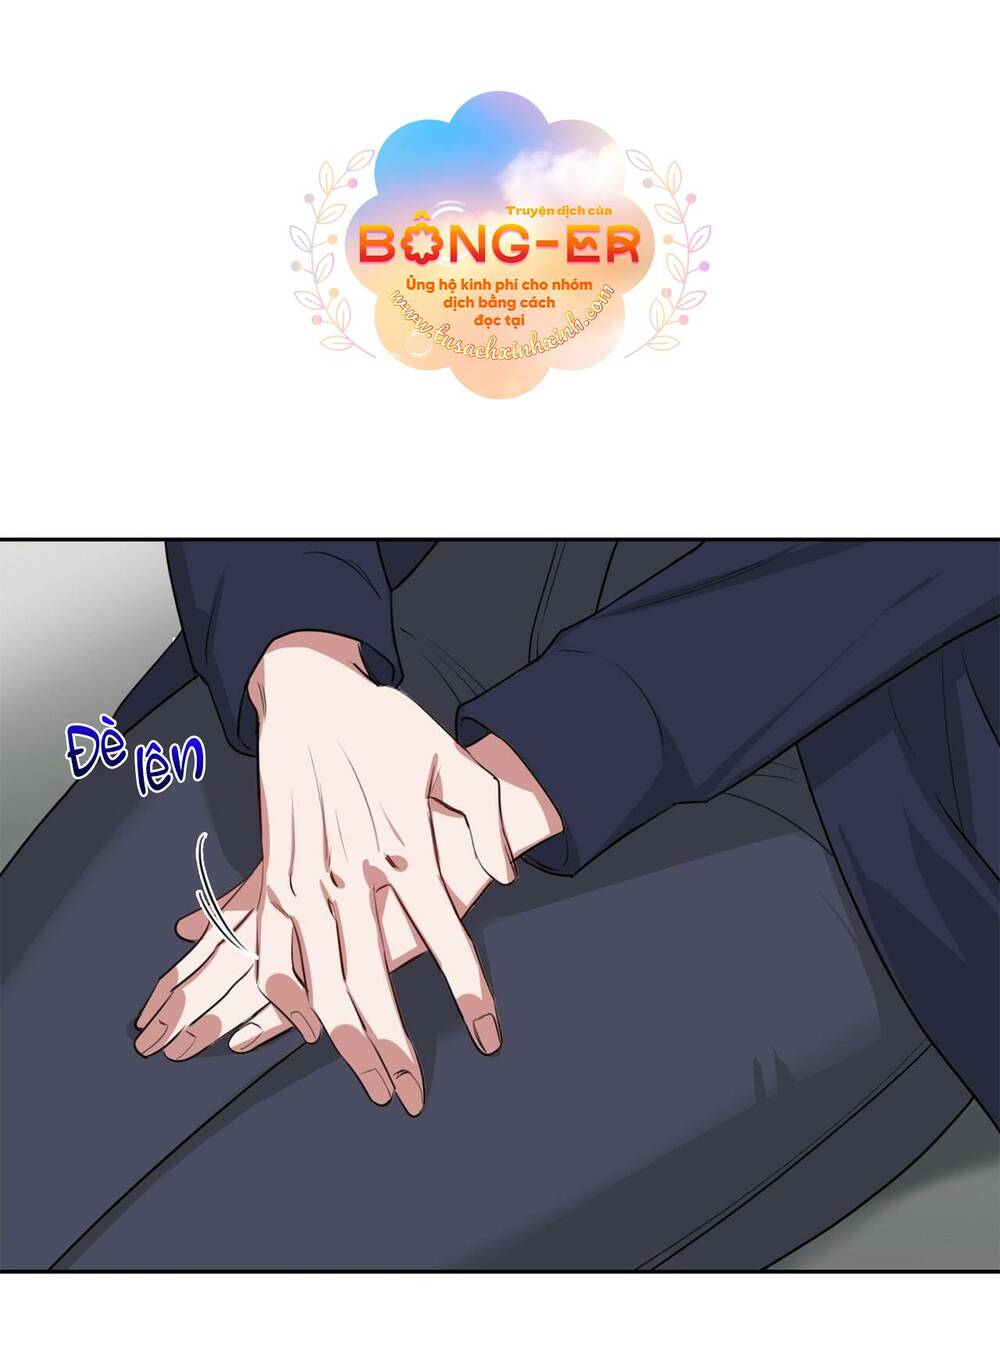 Truyện dịch của
BÔNG-ER
Ủng hộ kinh phí cho nhóm
dịch bằng cách
đọc tại
www.tusachxinhxinh.com
Đè
lên